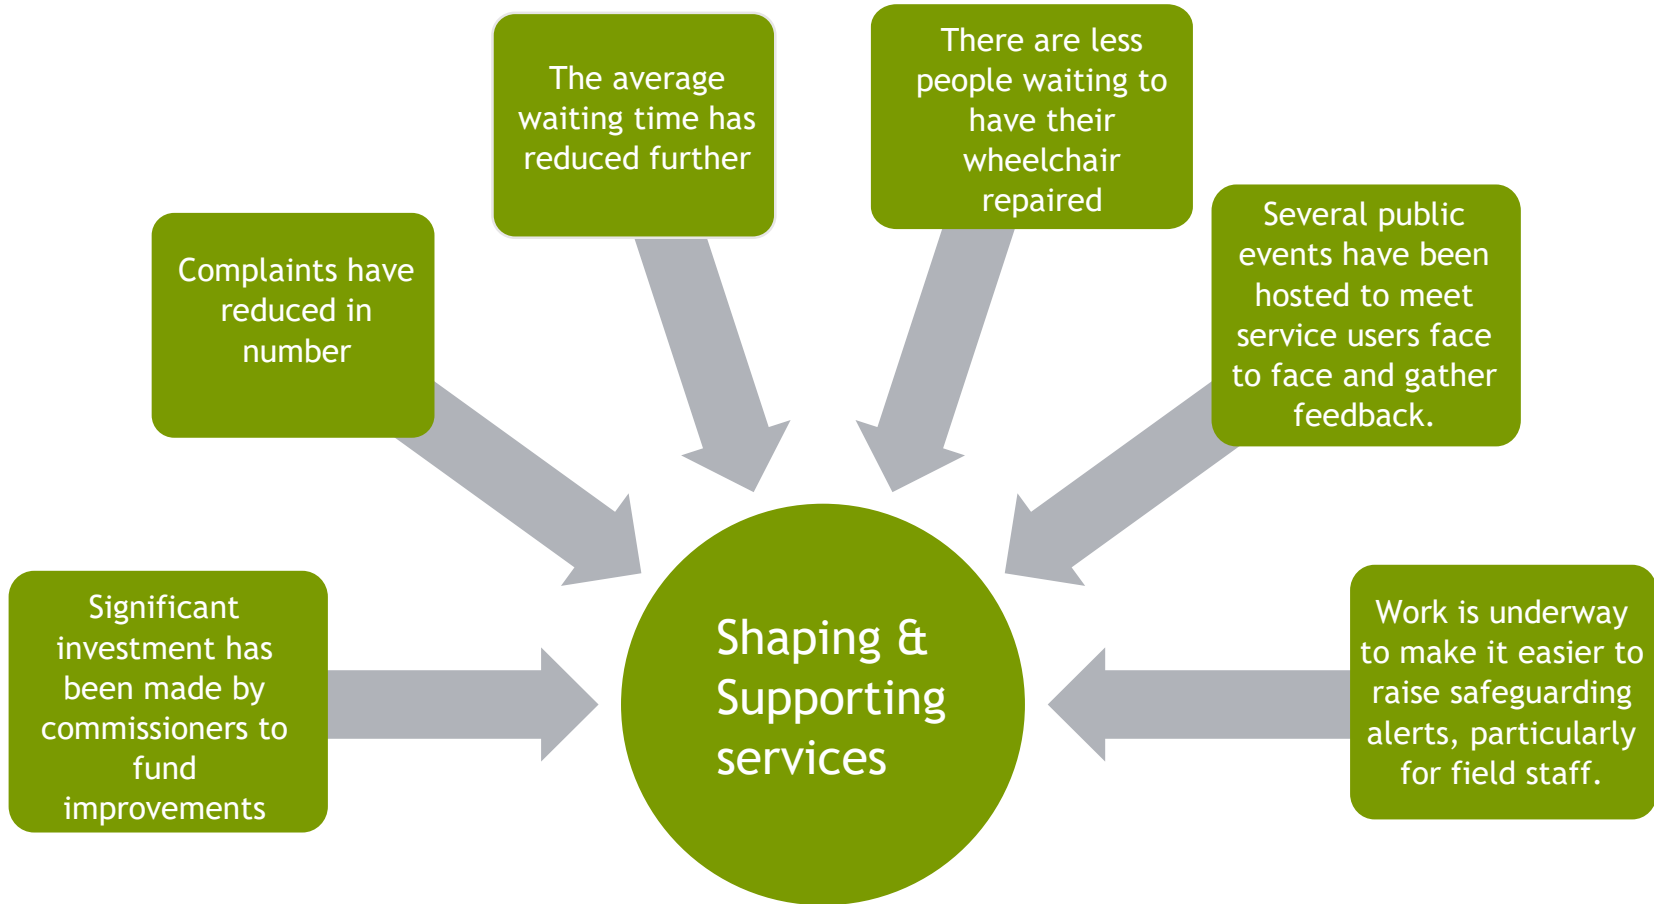 The average
waiting time has
reduced further
There are less
people waiting to
have their
wheelchair
repaired
Complaints have
reduced in
number
Several public
events have been
hosted to meet
service users face
to face and gather
feedback.
Significant
investment has
been made by
commissioners to
fund
improvements
Shaping &
Supporting
services
Work is underway
to make it easier to
raise safeguarding
alerts, particularly
for field staff.